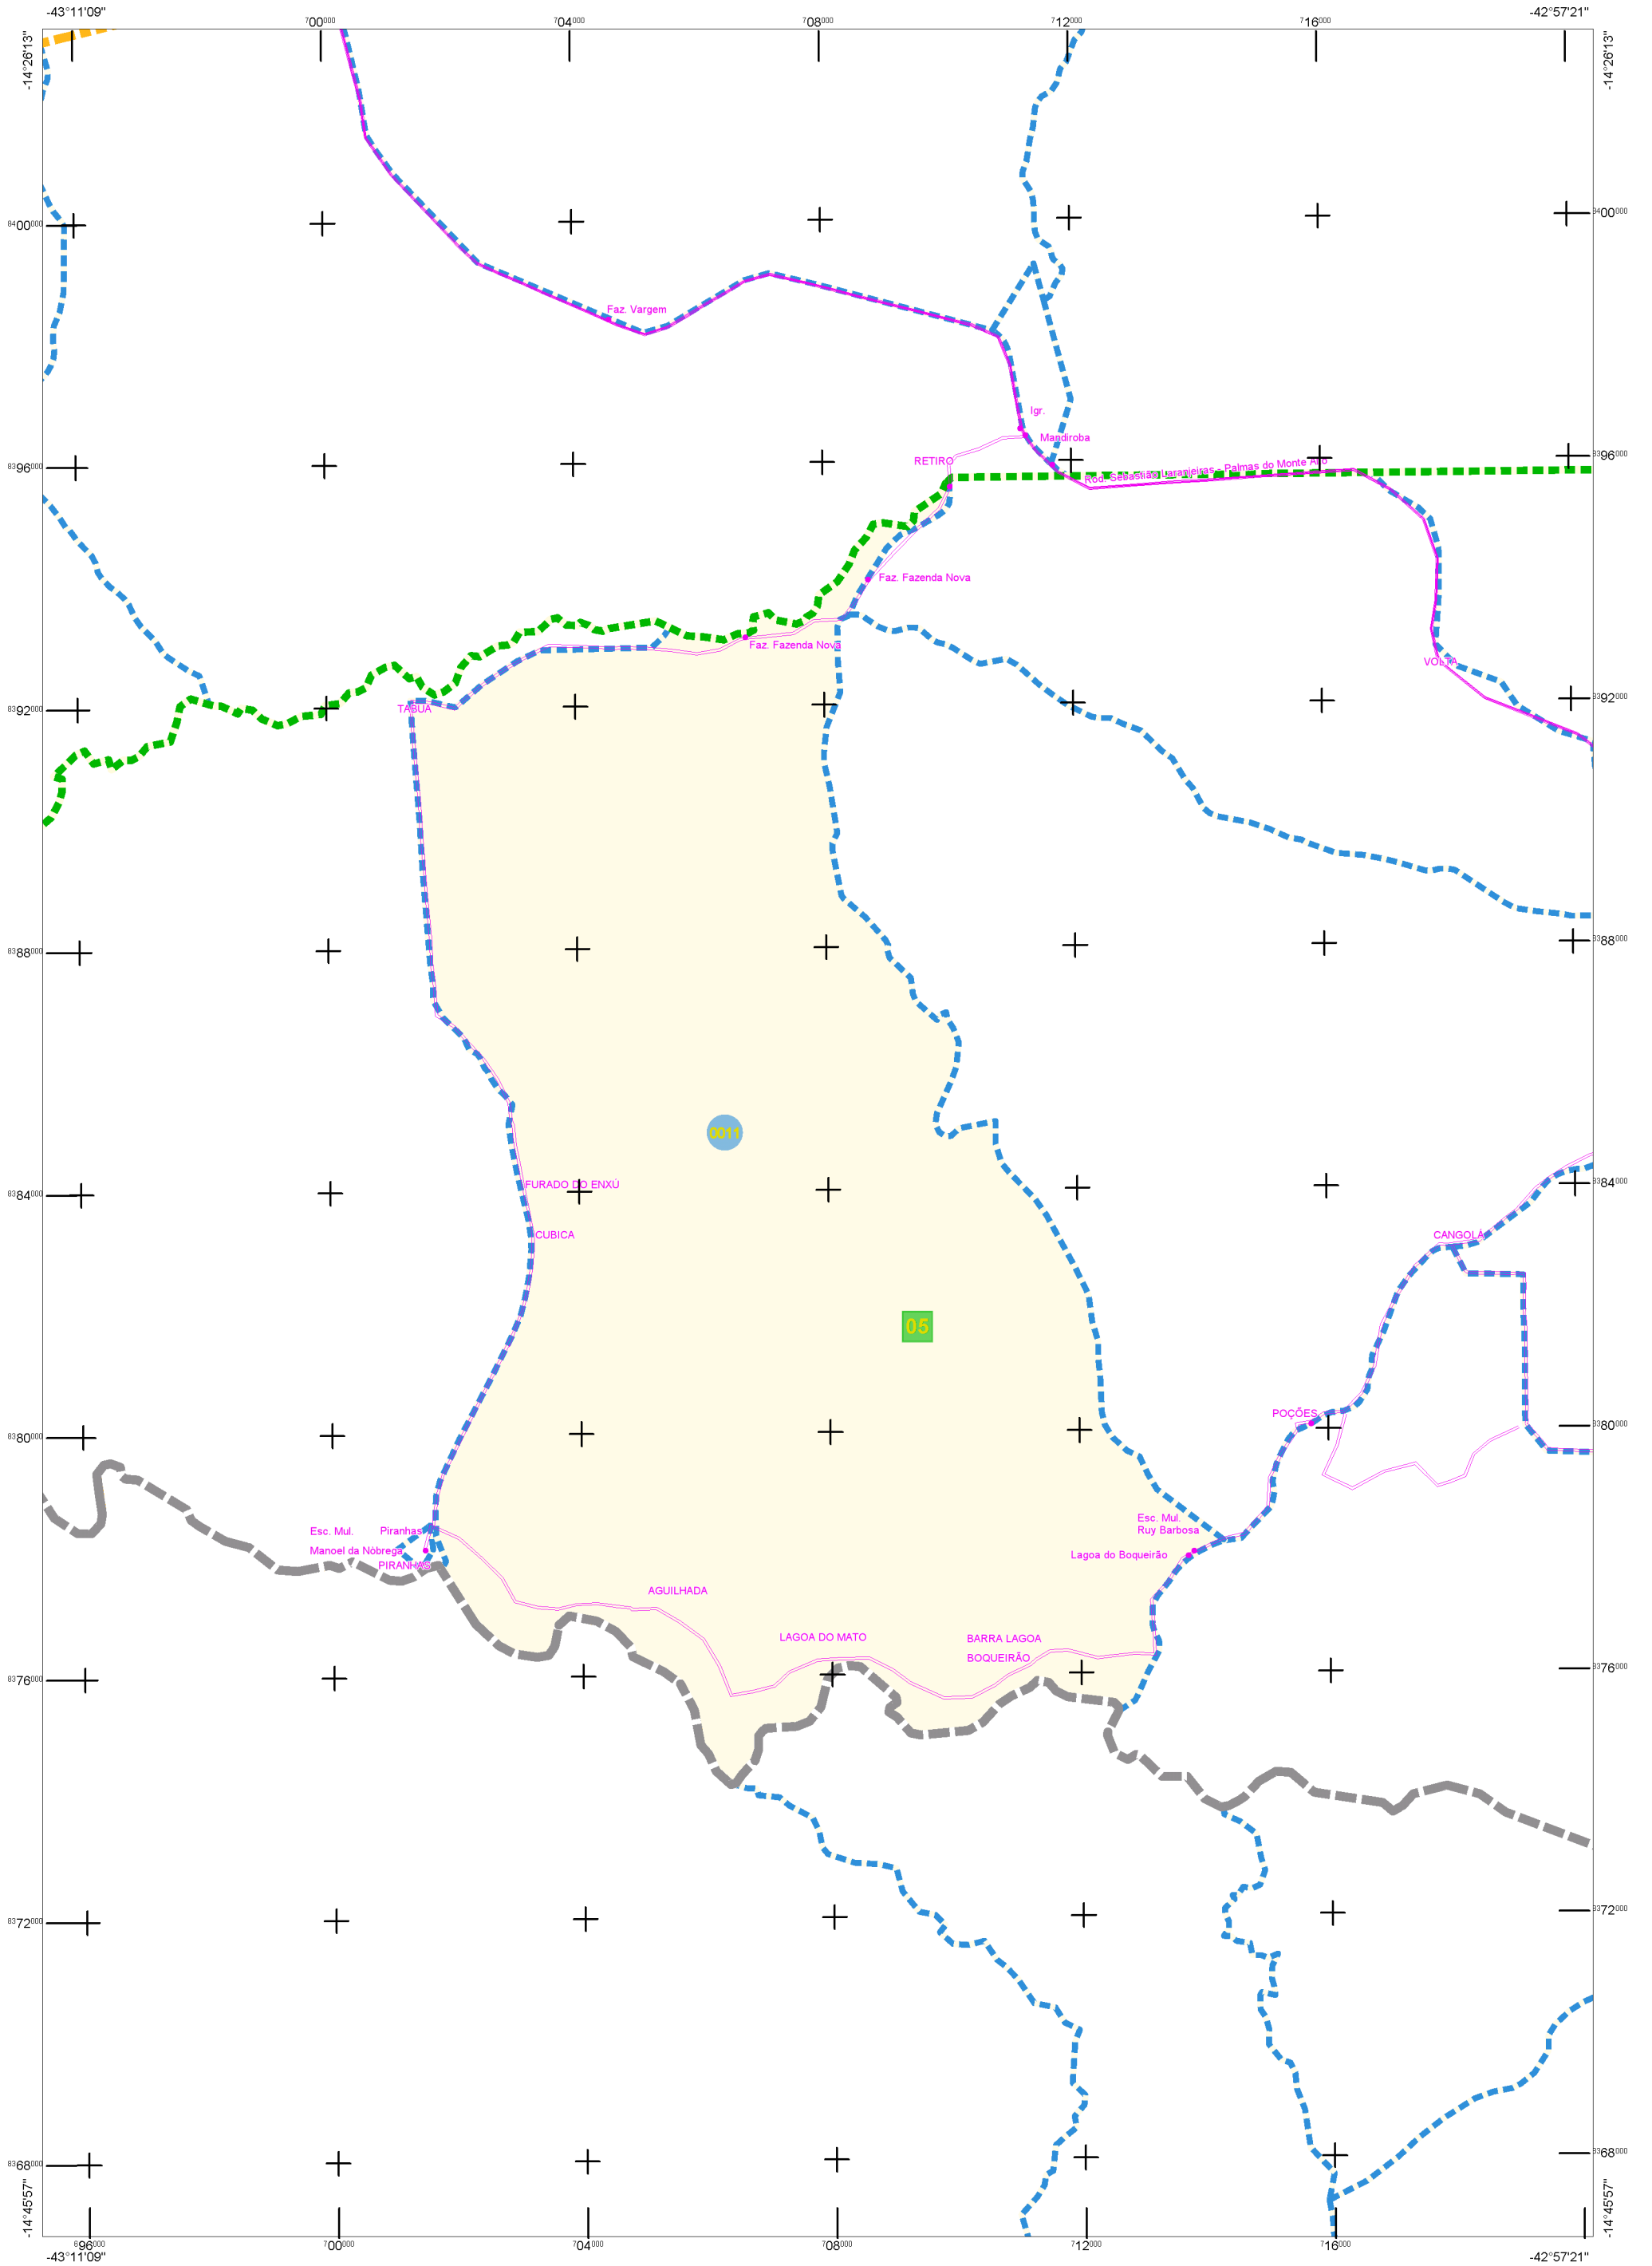 -43°11'09"
700000
704000
708000
712000
716000
-42°57'21"
-14°26'13"
-14°26'13"
8400000
8400000
Faz. Vargem
Igr.
Mandiroba
RETIRO
8396000
8396000
Rod. Sebastião Laranjeiras - Palmas do Monte Alto
Faz. Fazenda Nova
Faz. Fazenda Nova
VOLTA
8392000
8392000
TABUA
8388000
8388000
0011
FURADO DO ENXÚ
8384000
8384000
CUBICA
CANGOLÁ
05
POÇÕES
8380000
8380000
Esc. Mul.
Ruy Barbosa
Esc. Mul.
Piranhas
Manoel da Nóbrega
PIRANHAS
Lagoa do Boqueirão
AGUILHADA
LAGOA DO MATO
BARRA LAGOA
BOQUEIRÃO
8376000
8376000
8372000
8372000
8368000
8368000
-14°45'57"
-14°45'57"
696000
700000
704000
708000
712000
716000
-43°11'09"
-42°57'21"